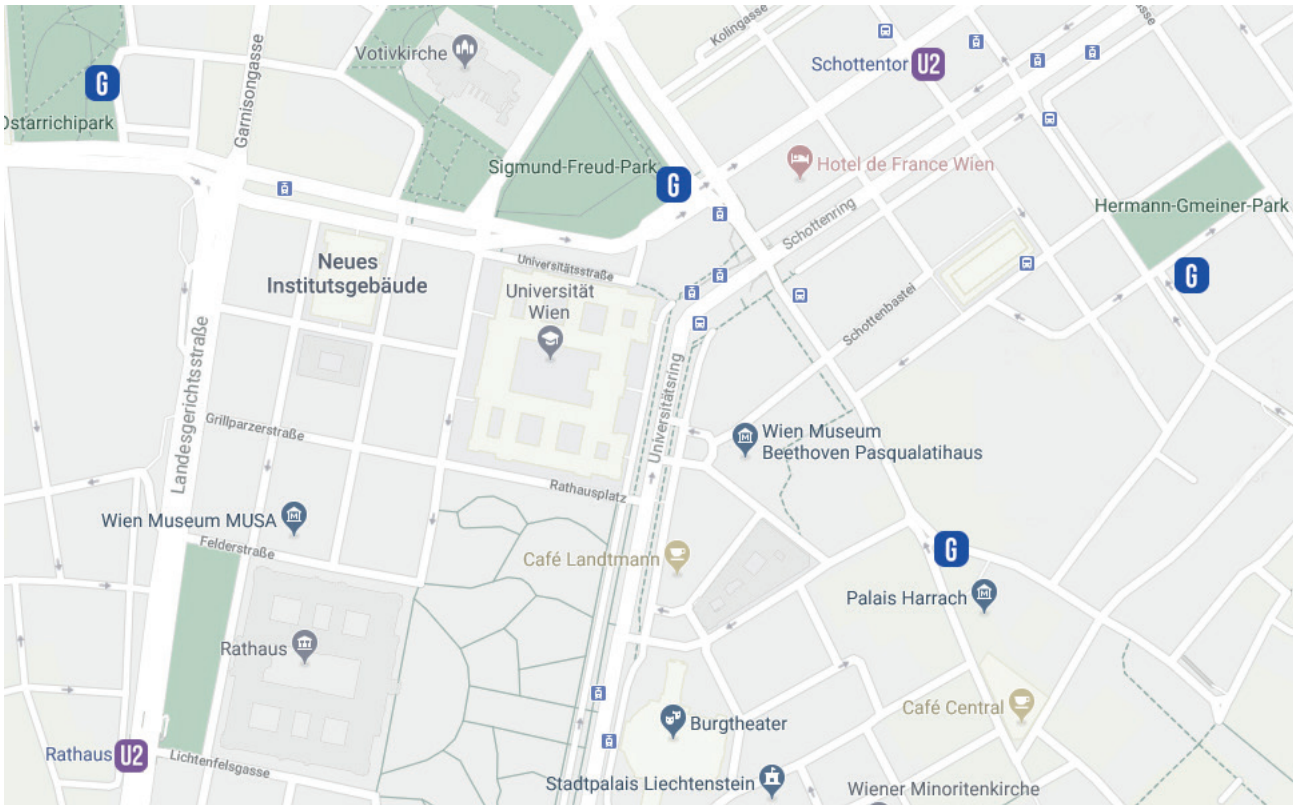 Kolingasse
Votivkirche
Schottentor
U2
G
Garnisongasse
Ostarrichipark
Sigmund-Freud-Park
G
Hotel de France Wien
Hermann-Gmeiner-Park
Schottenring
G
Neues
Institutsgebäude
Universitätsstraße
Universität
Wien
Schottenbastei
Landesgerichtsstraße
Universitätsring
Grillparzerstraße
Wien Museum
Beethoven Pasqualatihaus
Rathausplatz
Wien Museum MUSA
Felderstraße
Café Landtmann
G
Palais Harrach
Rathaus
Café Central
Burgtheater
Rathaus
U2
Lichtenfelsgasse
Stadtpalais Liechtenstein
Wiener Minoritenkirche